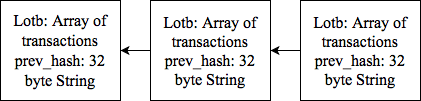 Lotb: Array of
transactions
prev_hash: 32
byte String
Lotb: Array of
transactions
prev_hash: 32
byte String
Lotb: Array of
transactions
prev_hash: 32
byte String